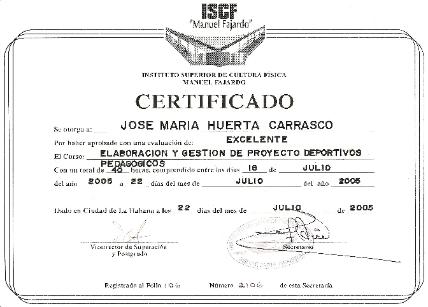 ISCF
"Manuel Fajardo"
INSTITUTO SUPERIOR DE CULTURA FÍSICA
MANUEL FAJARDO
CERTIFICADO
Se otorga a: JOSE MARIA HUERTA CARRASCO
Por haber aprobado con una evaluación de: EXCELENTE
El Curso: ELABORACION Y GESTION DE PROYECTO DEPORTIVOS
PEDAGOGICOS
Con un total de 40 horas, comprendido entre los días 18 de JULIO
del año 2005 a 22 días del mes de JULIO del año 2005
Dado en Ciudad de La Habana a los 22 días del mes de JULIO de 2005
Vicerrector de Superación
y Postgrado
Secretario
Registrado al Folio 104 Número de esta Secretaría